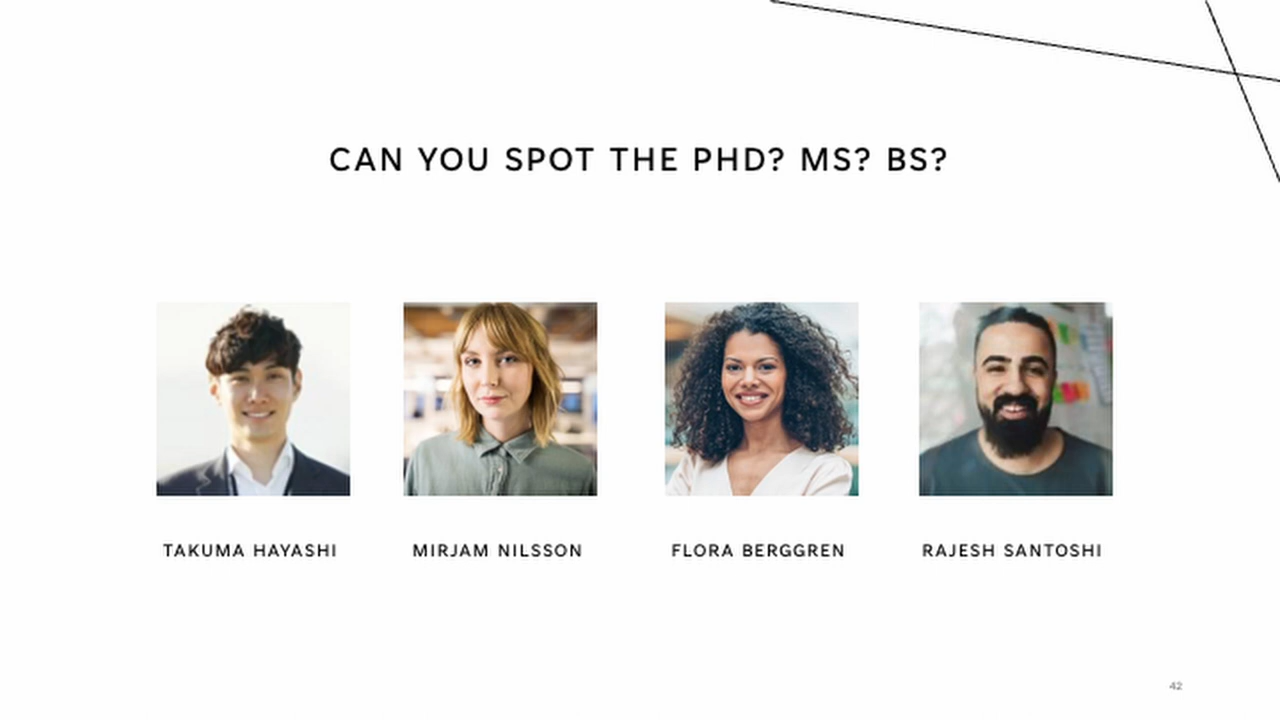 CAN YOU SPOT THE PHD? MS? BS?
TAKUMA HAYASHI
MIRJAM NILSSON
FLORA BERGGREN
RAJESH SANTOSHI
42